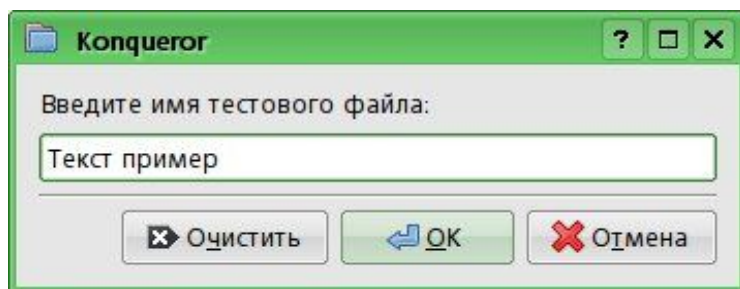 Konqueror ?
Введите имя тестового файла:
Текст пример
Очистить OK Отмена